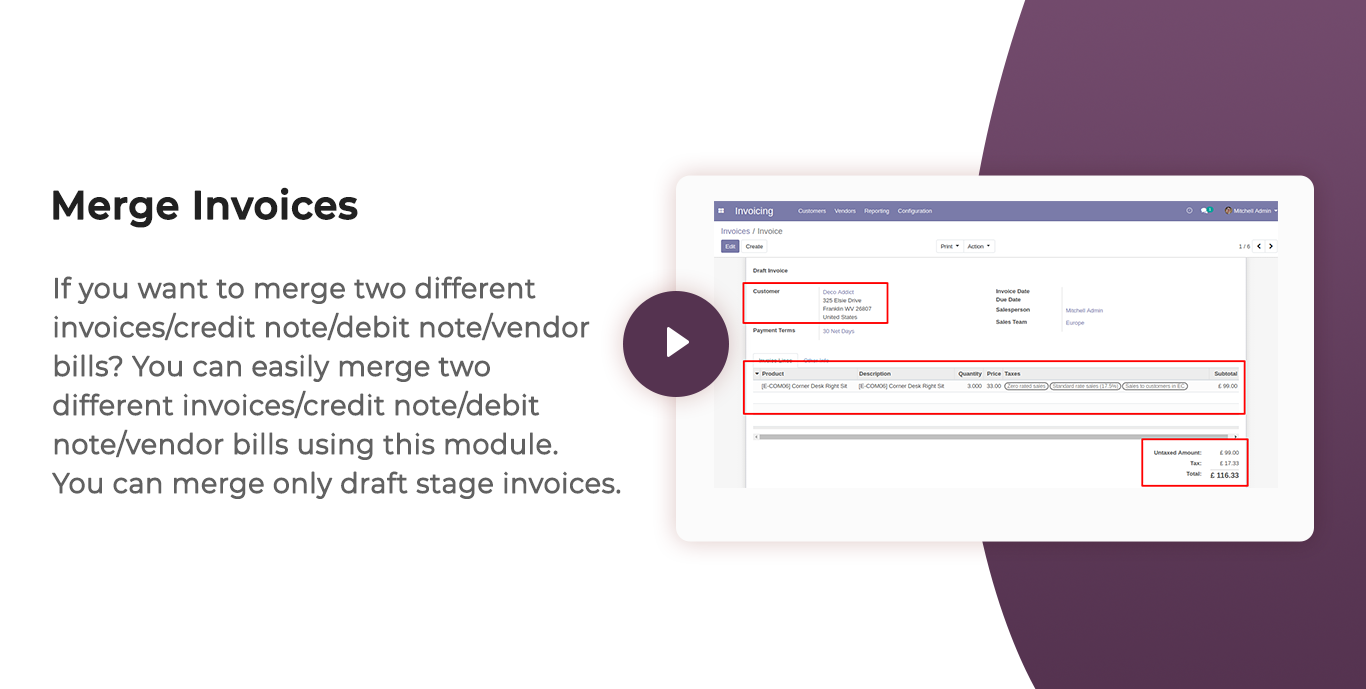 Merge Invoices
If you want to merge two different
invoices/credit note/debit note/vendor
bills? You can easily merge two
different invoices/credit note/debit
note/vendor bills using this module.
You can merge only draft stage invoices.
Invoicing Customers Vendors Reporting Configuration Mitchell Admin
Invoices / Invoice
Edit Create Print Action 1 / 6
Draft Invoice
Customer Deco Addict
325 Elsie Drive
Franklin WV 26807
United States
Payment Terms 30 Net Days
Invoice Date
Due Date
Salesperson Mitchell Admin
Sales Team Europe
Invoice Lines Other Info
Product Description Quantity Price Taxes Subtotal
[E-COM06] Corner Desk Right Sit [E-COM06] Corner Desk Right Sit 3.000 33.00 Zero rated sales Standard rate sales (17.5%) Sales to customers in EC £ 99.00
Untaxed Amount: £ 99.00
Tax: £ 17.33
Total: £ 116.33